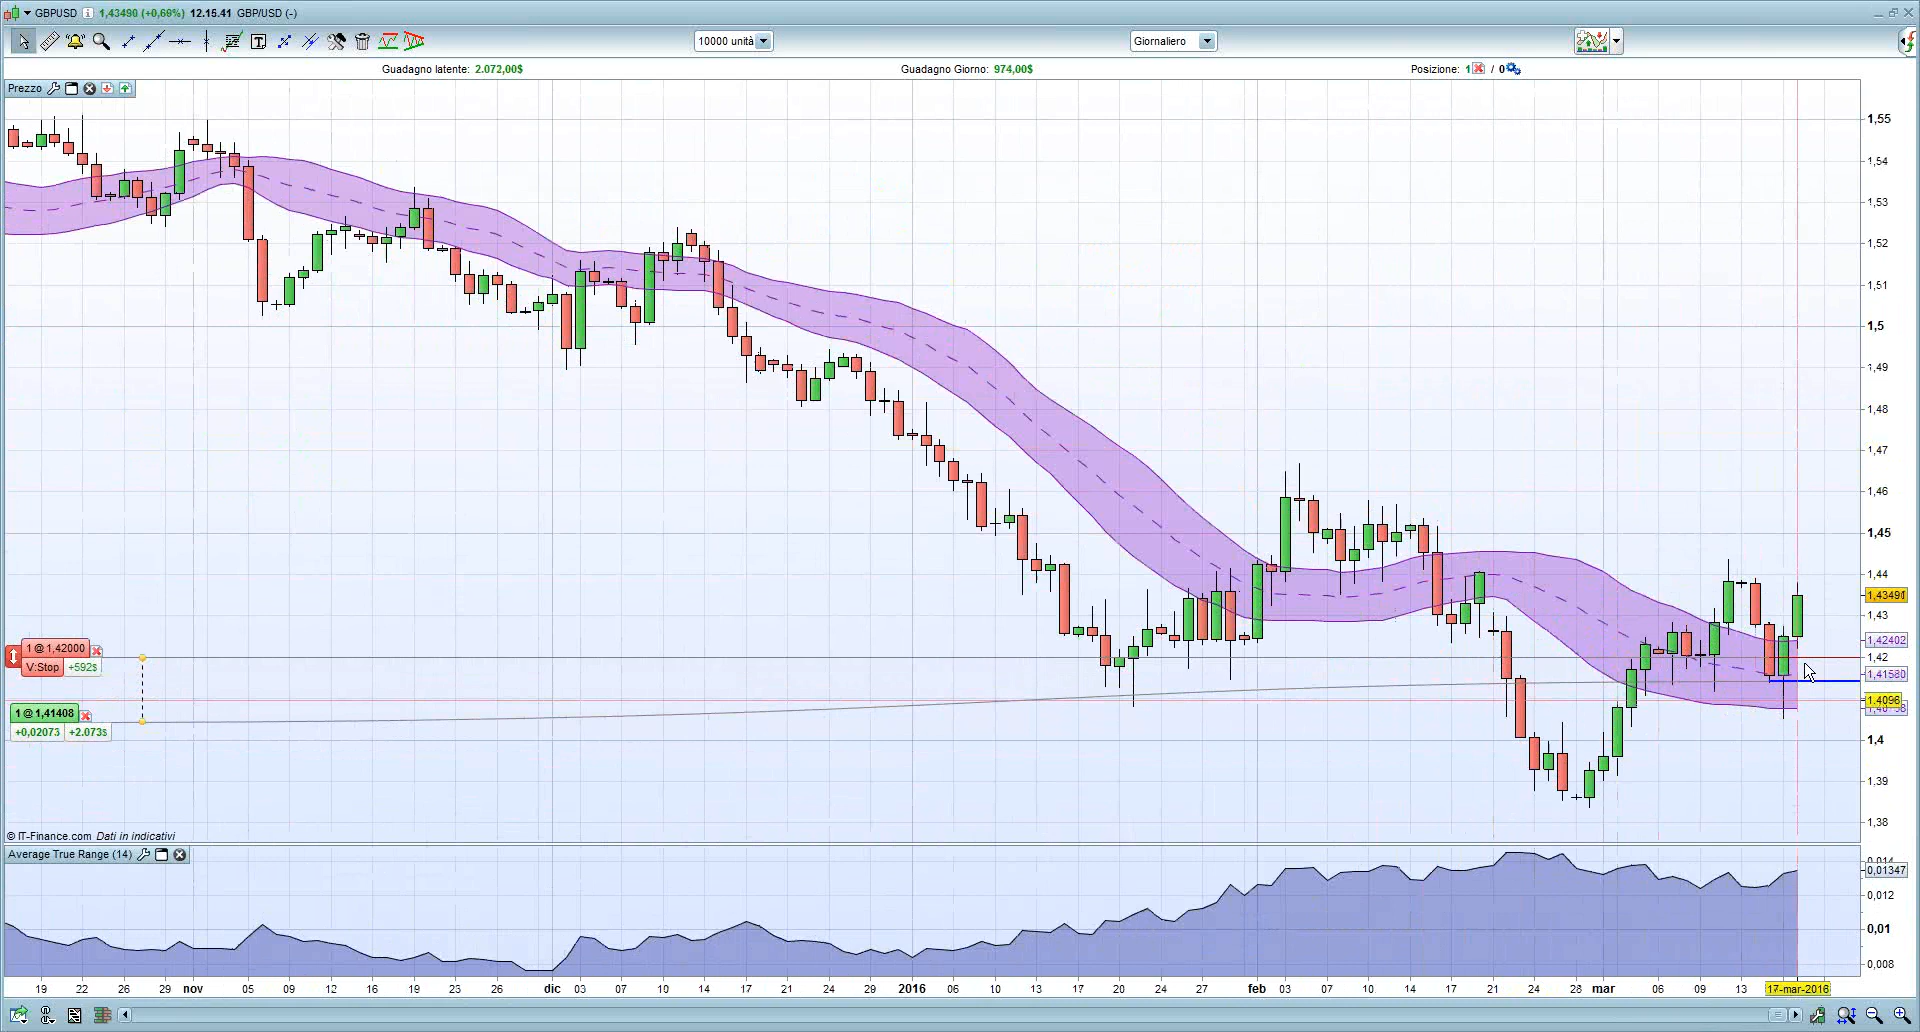 GBPUSD 1,43490 (+0,66%) 12.15.41 GBP/USD (-)
10000 unità Giornaliero
Guadagno latente: 2.072,00$ Guadagno Giorno: 974,00$ Posizione: 1 / 0
Prezzo
1,55
1,54
1,53
1,52
1,51
1,5
1,49
1,48
1,47
1,46
1,45
1,44
1,43490
1,43
1,42402
1,42
1,41580
1,4096
1,4
1,39
1,38
1 @ 1,42000
V:Stop +592$
1 @ 1,41408
+0,02073 +2.073$
© IT-Finance.com Dati in indicativi
Average True Range (14)
0,014
0,01347
0,012
0,01
0,008
19 22 26 29 nov 05 09 12 16 19 23 26 dic 03 07 10 14 17 21 24 29 2016 06 10 13 17 20 24 27 feb 03 07 10 14 17 21 24 28 mar 06 09 13 17-mar-2016